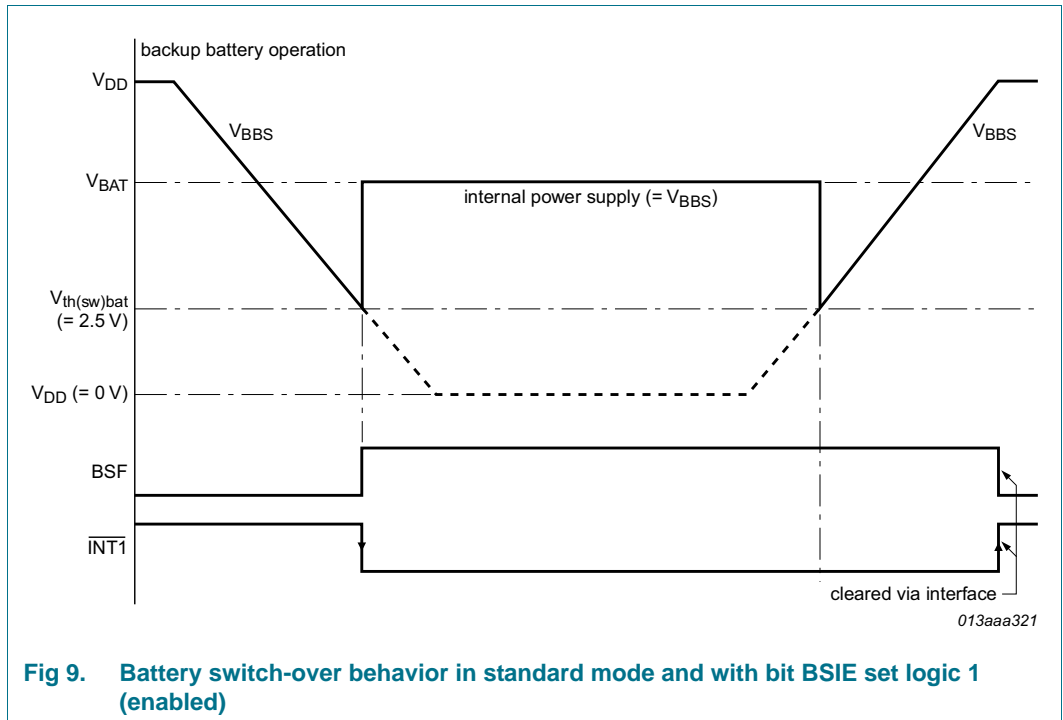 backup battery operation
VDD
VBBS
VBBS
VBAT
internal power supply (= VBBS)
Vth(sw)bat
(= 2.5 V)
VDD (= 0 V)
BSF
INT1
cleared via interface
013aaa321
Fig 9. Battery switch-over behavior in standard mode and with bit BSIE set logic 1
(enabled)